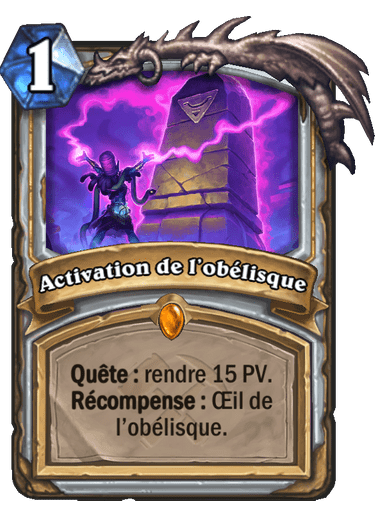 1
Activation de l'obélisque
Quête : rendre 15 PV.
Récompense : Œil de
l'obélisque.